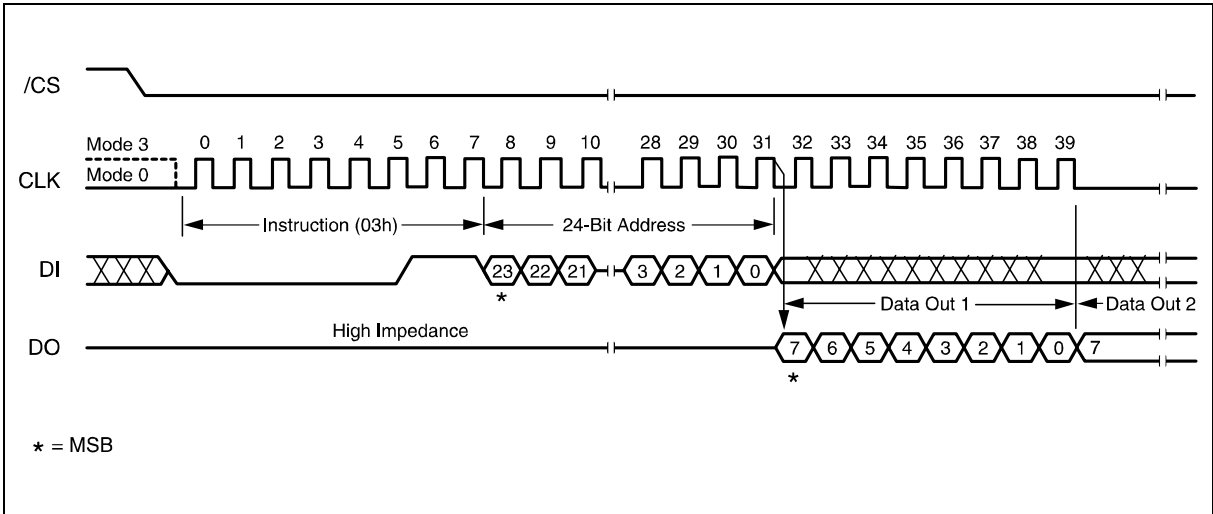 /CS
Mode 3
0 1 2 3 4 5 6 7 8 9 10 28 29 30 31 32 33 34 35 36 37 38 39
CLK
Mode 0
Instruction (03h)
24-Bit Address
DI
23 22 21 3 2 1 0
*
Data Out 1
Data Out 2
High Impedance
DO
7 6 5 4 3 2 1 0 7
*
* = MSB